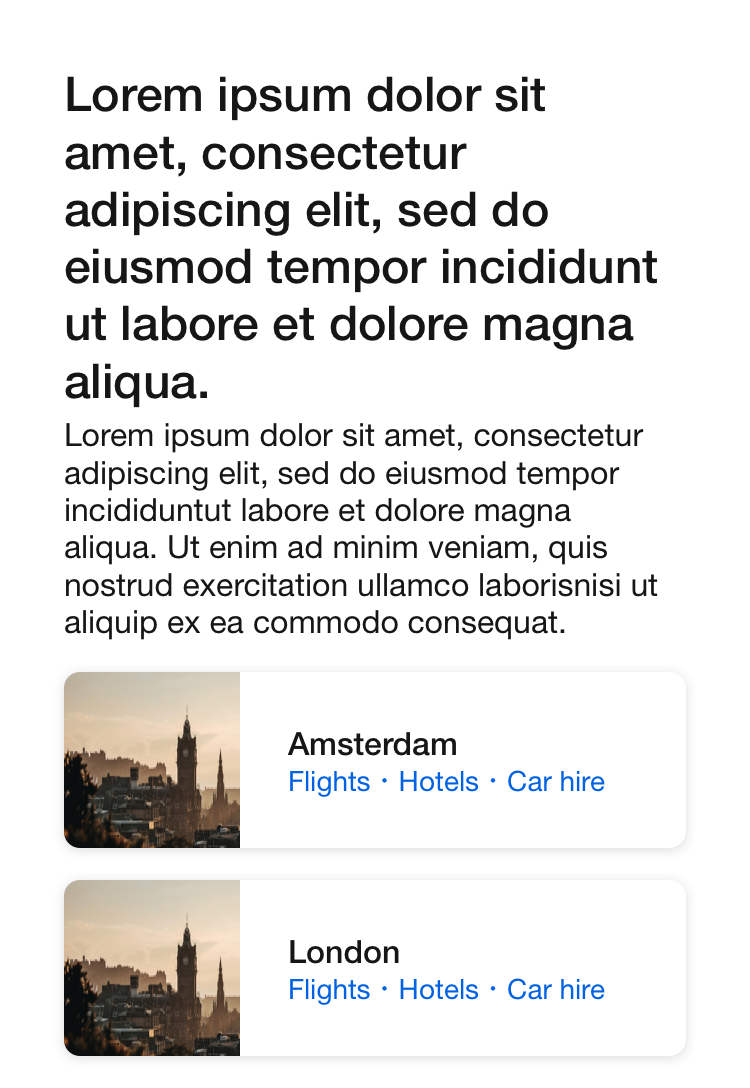 Lorem ipsum dolor sit
amet, consectetur
adipiscing elit, sed do
eiusmod tempor incididunt
ut labore et dolore magna
aliqua.
Lorem ipsum dolor sit amet, consectetur
adipiscing elit, sed do eiusmod tempor
incididuntut labore et dolore magna
aliqua. Ut enim ad minim veniam, quis
nostrud exercitation ullamco laborisnisi ut
aliquip ex ea commodo consequat.
Amsterdam
Flights · Hotels · Car hire
London
Flights · Hotels · Car hire